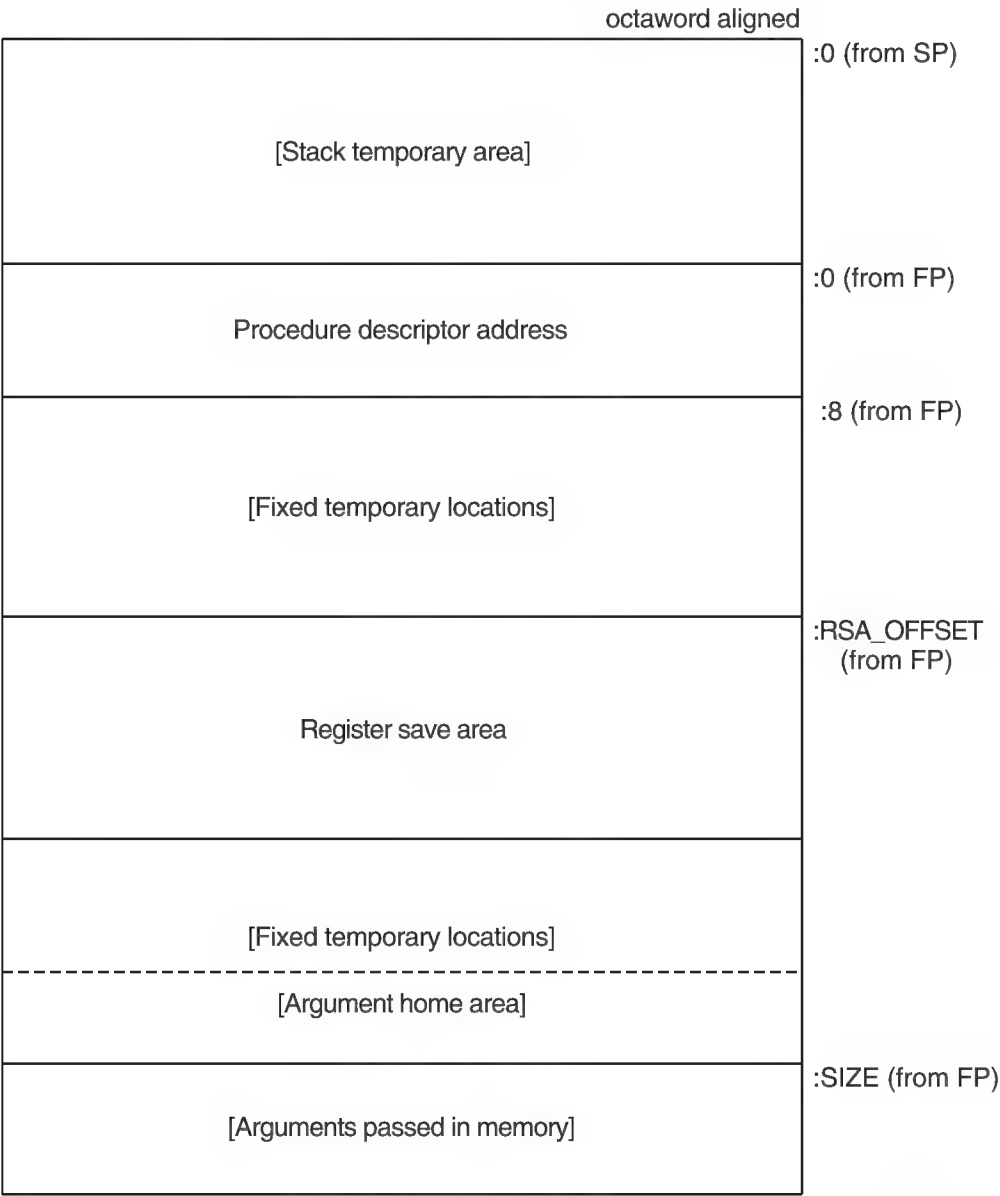 octaword aligned
:0 (from SP)
[Stack temporary area]
:0 (from FP)
Procedure descriptor address
:8 (from FP)
[Fixed temporary locations]
:RSA_OFFSET
(from FP)
Register save area
[Fixed temporary locations]
[Argument home area]
:SIZE (from FP)
[Arguments passed in memory]